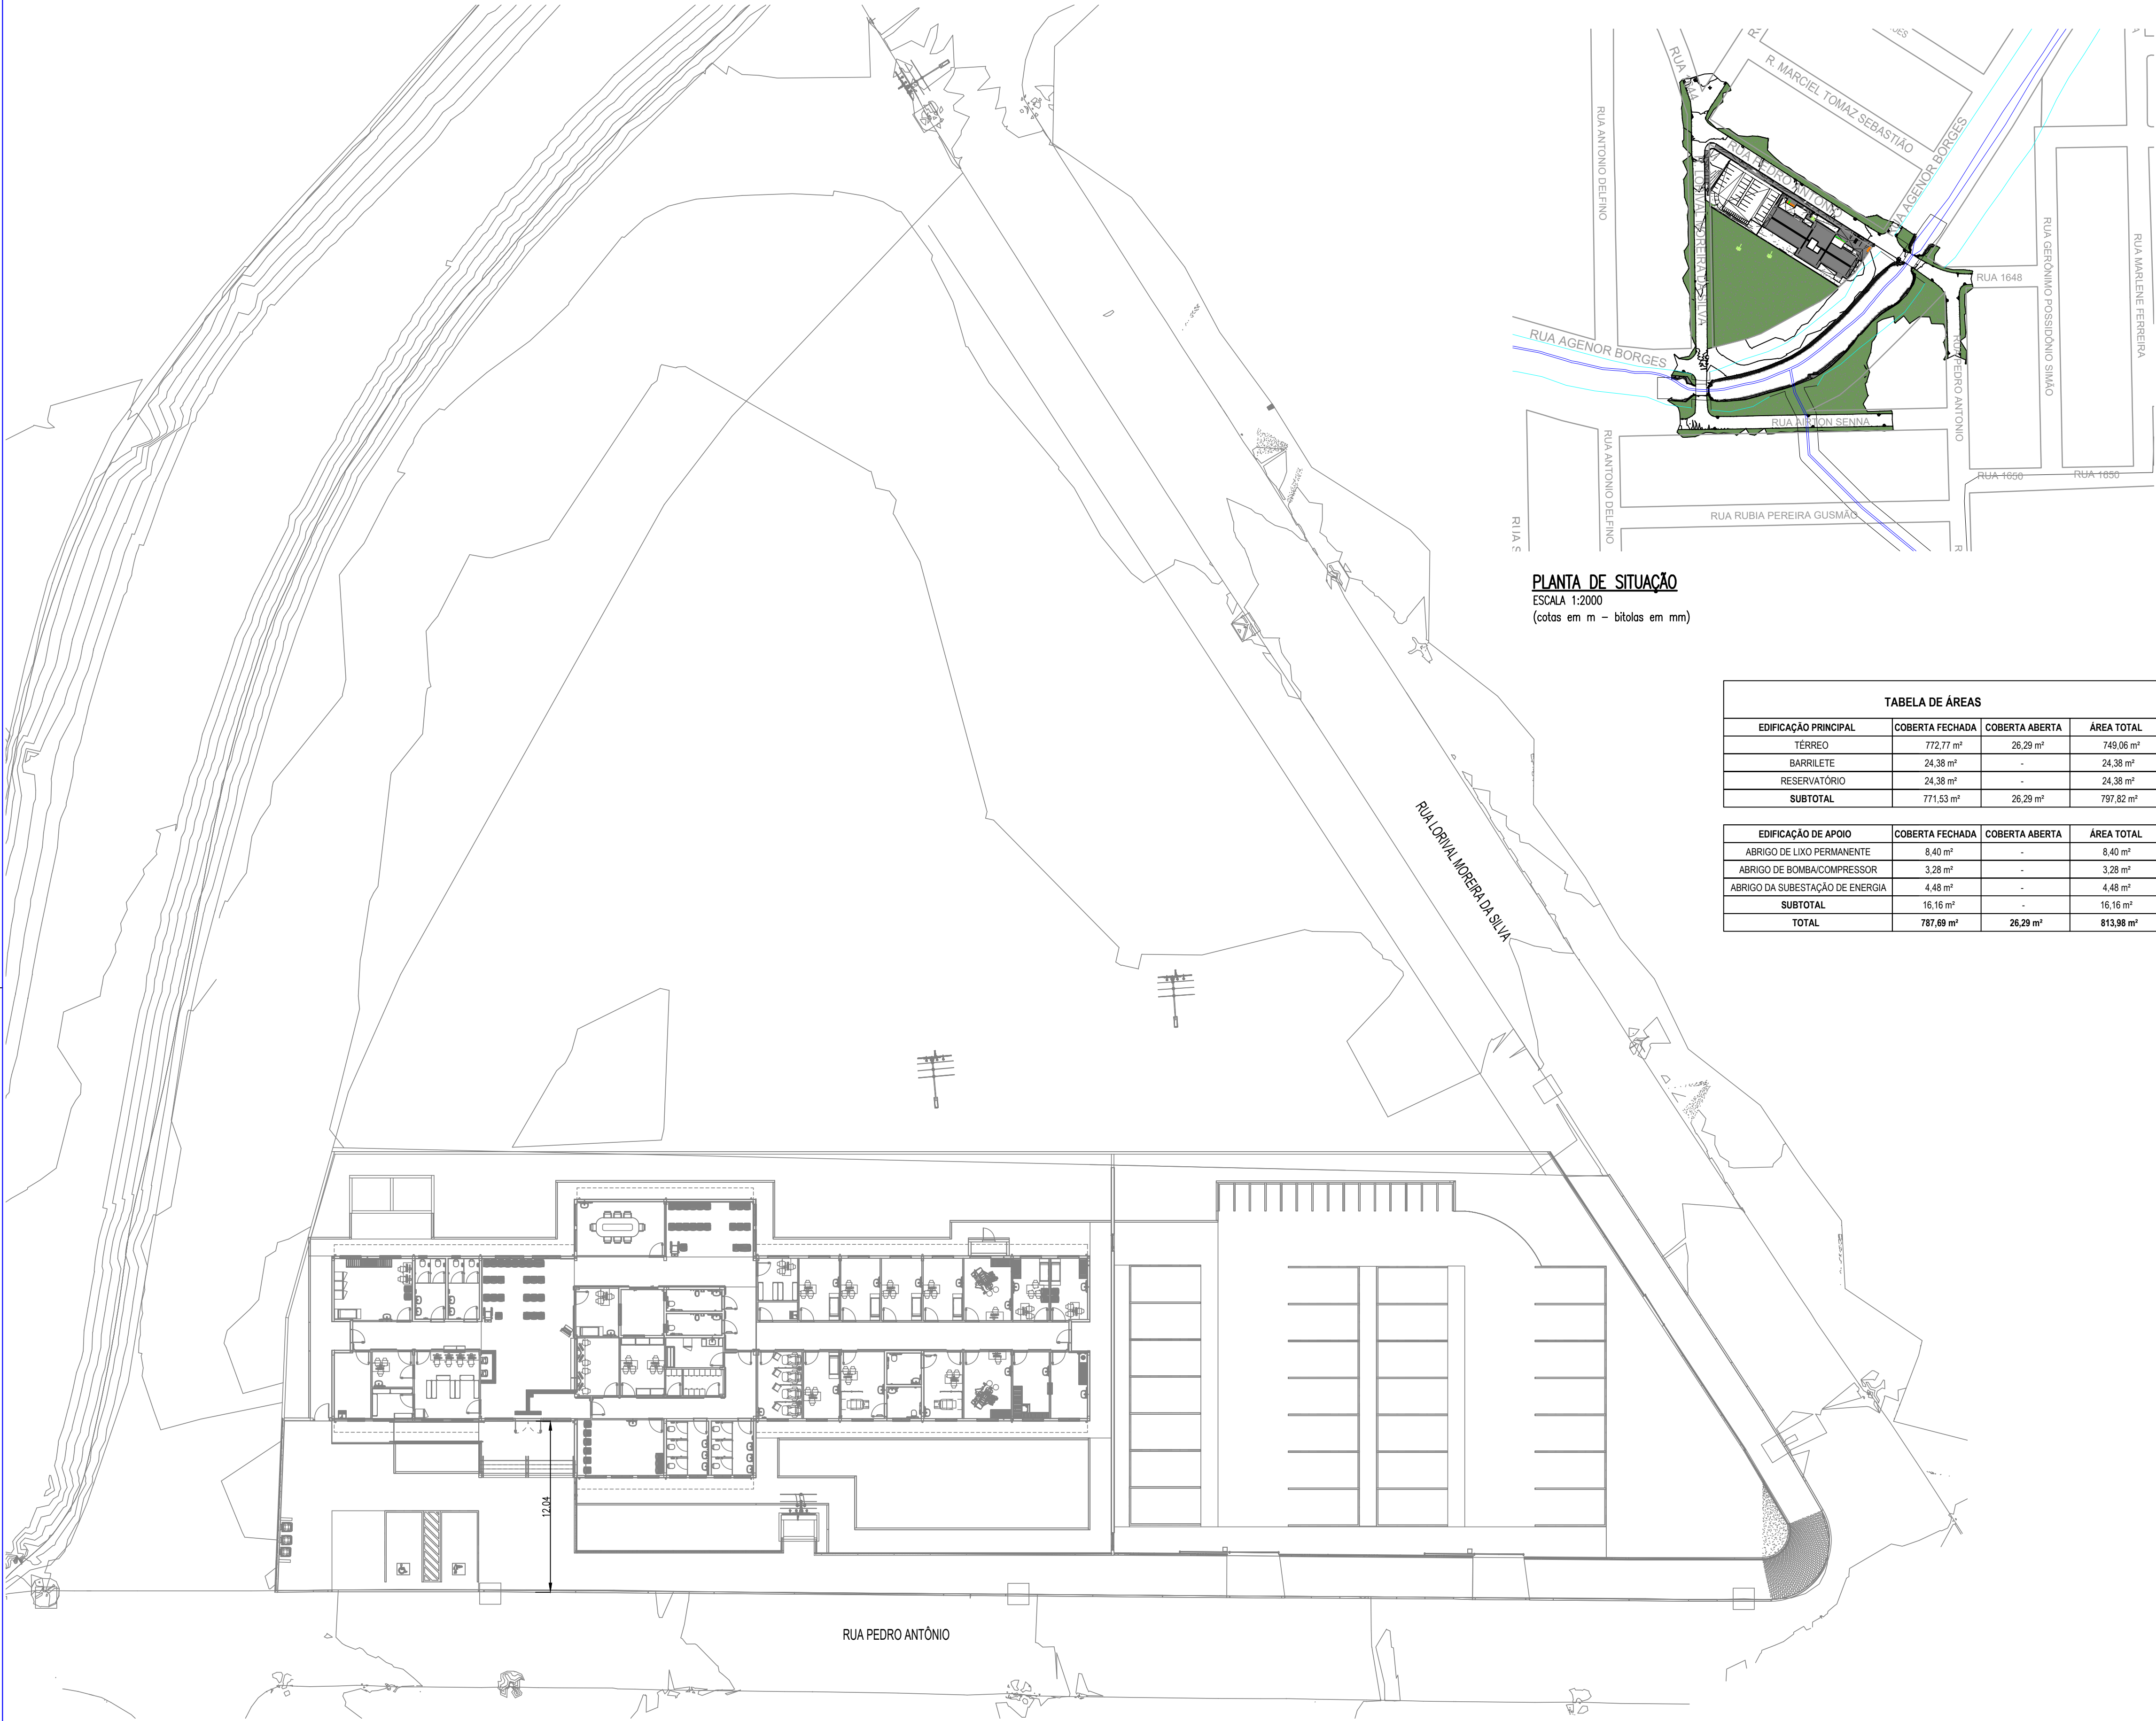 RUA 1644
R. MARCIEL TOMAZ SEBASTIÃO
RUA ANTONIO DELFINO
RUA PEDRO ANTONIO
RUA AGENOR BORGES
LORIVAL MOREIRA DA SILVA
RUA GERÔNIMO POSSIDÔNIO SIMÃO
RUA MARLENE FERREIRA
RUA 1648
RUA AGENOR BORGES
RUA PEDRO ANTONIO
RUA AIRTON SENNA
RUA ANTONIO DELFINO
RUA 1650
RUA 1650
RUA RUBIA PEREIRA GUSMÃO
PLANTA DE SITUAÇÃO
ESCALA 1:2000
(cotas em m - bitolas em mm)
TABELA DE ÁREAS
EDIFICAÇÃO PRINCIPAL COBERTA FECHADA COBERTA ABERTA ÁREA TOTAL
TÉRREO 772,77 m² 26,29 m² 749,06 m²
BARRILETE 24,38 m² - 24,38 m²
RESERVATÓRIO 24,38 m² - 24,38 m²
SUBTOTAL 771,53 m² 26,29 m² 797,82 m²
EDIFICAÇÃO DE APOIO COBERTA FECHADA COBERTA ABERTA ÁREA TOTAL
ABRIGO DE LIXO PERMANENTE 8,40 m² - 8,40 m²
ABRIGO DE BOMBA/COMPRESSOR 3,28 m² - 3,28 m²
ABRIGO DA SUBESTAÇÃO DE ENERGIA 4,48 m² - 4,48 m²
SUBTOTAL 16,16 m² - 16,16 m²
TOTAL 787,69 m² 26,29 m² 813,98 m²
RUA LORIVAL MOREIRA DA SILVA
12.04
RUA PEDRO ANTÔNIO